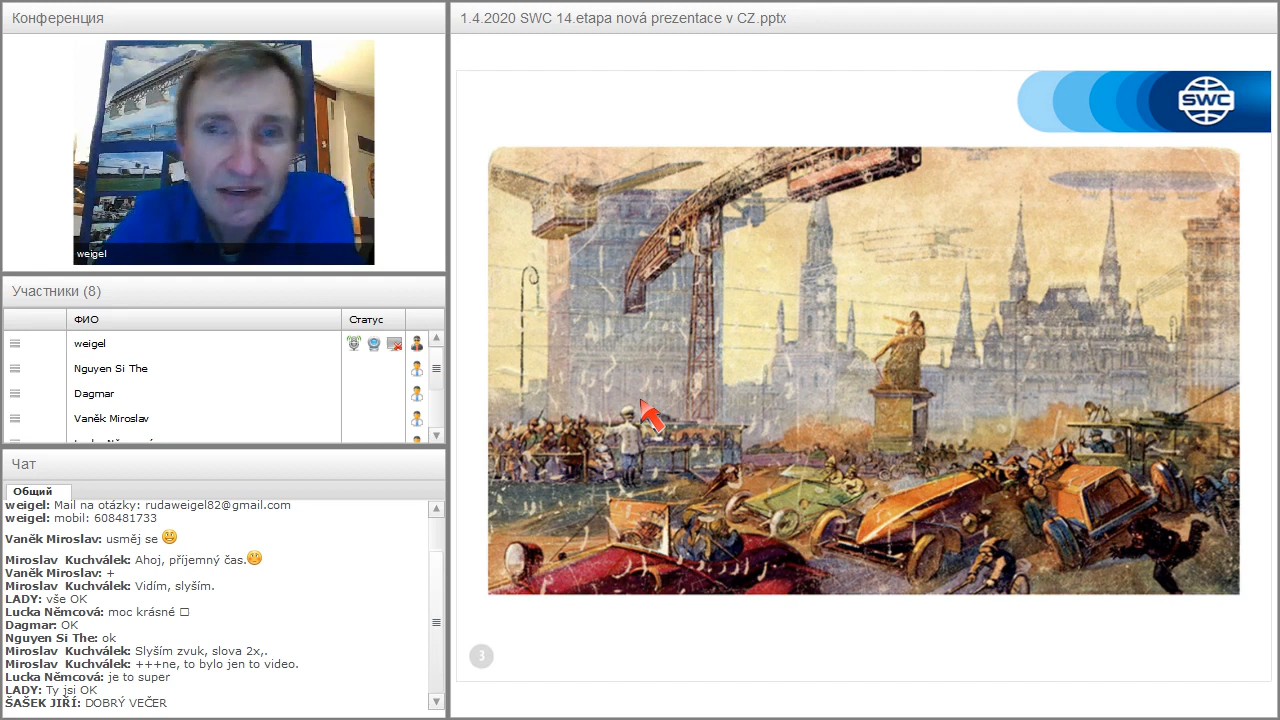 Конференция
weigel
Участники (8)
ФИО
Статус
weigel
Nguyen Si The
Dagmar
Vaněk Miroslav
Чат
Общий
weigel: Mail na otázky: rudaweigel82@gmail.com
weigel: mobil: 608481733
Vaněk Miroslav: usměj se
Miroslav Kuchválek: Ahoj, příjemný čas.
Vaněk Miroslav: +
Miroslav Kuchválek: Vidím, slyším.
LADY: vše OK
Lucka Němcová: moc krásné □
Dagmar: OK
Nguyen Si The: ok
Miroslav Kuchválek: Slyším zvuk, slova 2x,.
Miroslav Kuchválek: +++ne, to bylo jen to video.
Lucka Němcová: je to super
LADY: Ty jsi OK
ŠAŠEK JIŘÍ: DOBRÝ VEČER
1.4.2020 SWC 14.etapa nová prezentace v CZ.pptx
SWC
3